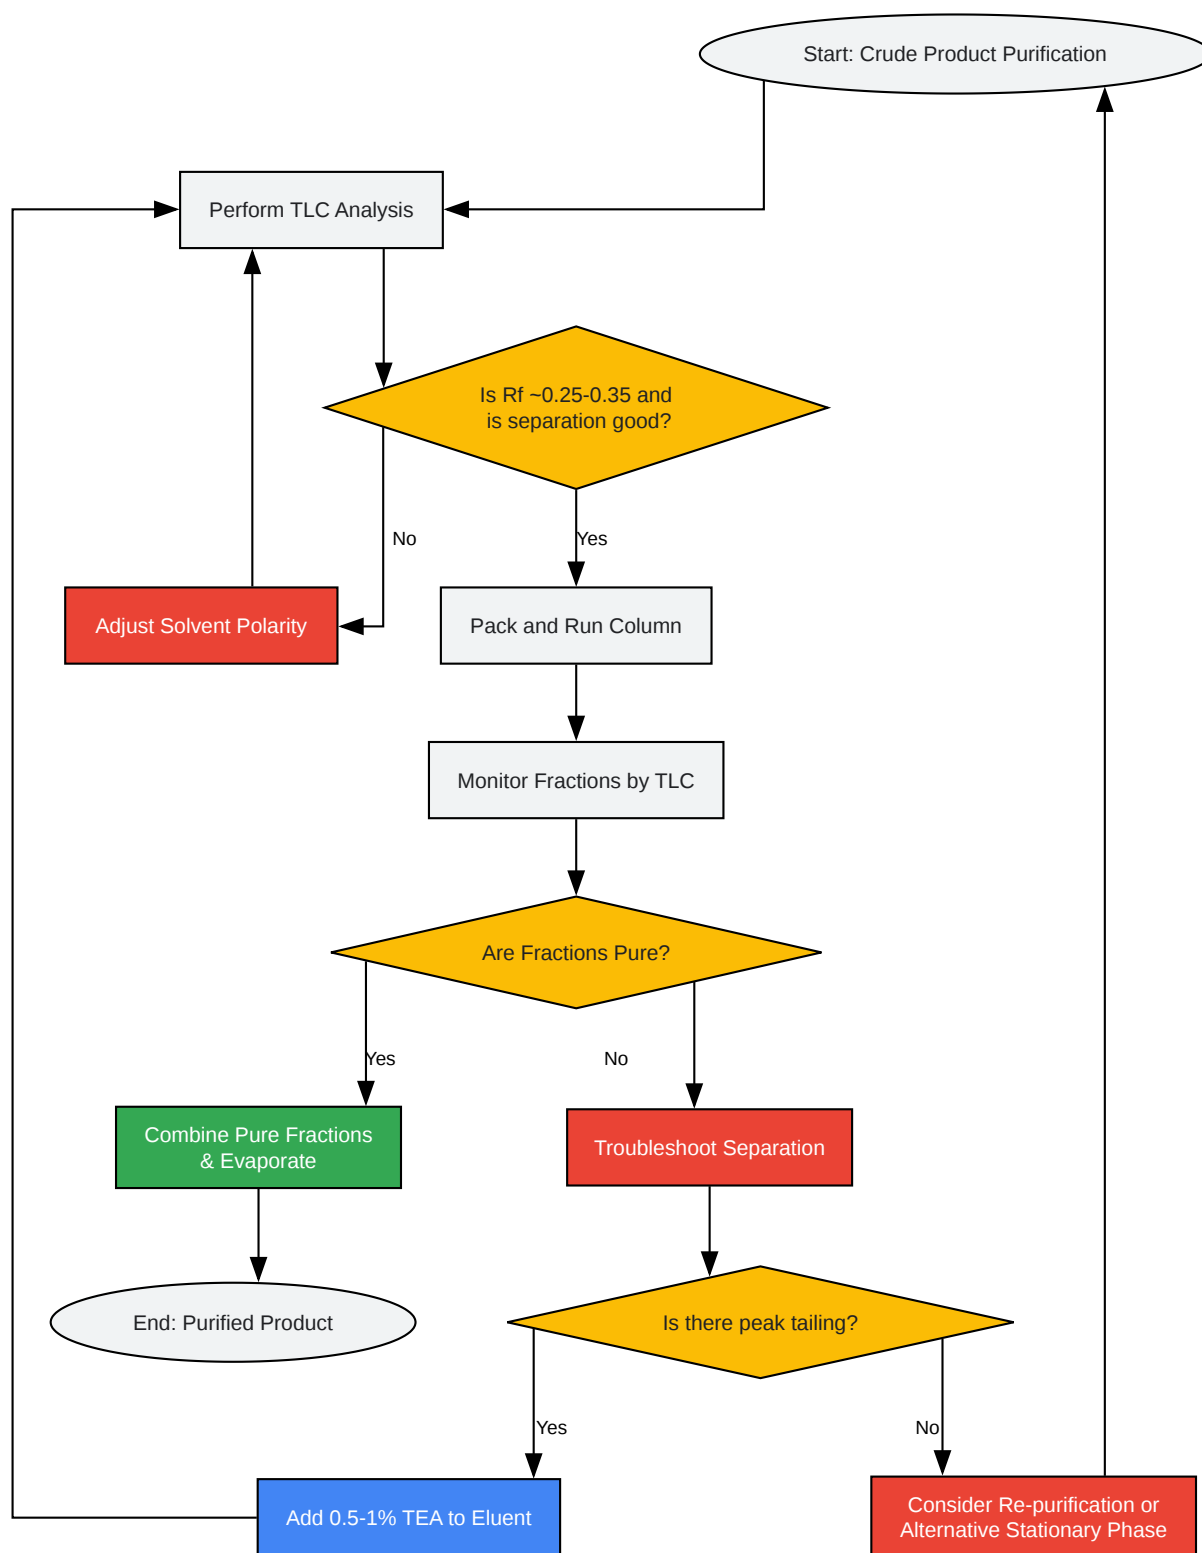 Start: Crude Product Purification
Perform TLC Analysis
Is Rf ~0.25-0.35 and
is separation good?
No
Yes
Adjust Solvent Polarity
Pack and Run Column
Monitor Fractions by TLC
Are Fractions Pure?
Yes
No
Combine Pure Fractions
& Evaporate
Troubleshoot Separation
End: Purified Product
Is there peak tailing?
Yes
No
Add 0.5-1% TEA to Eluent
Consider Re-purification or
Alternative Stationary Phase